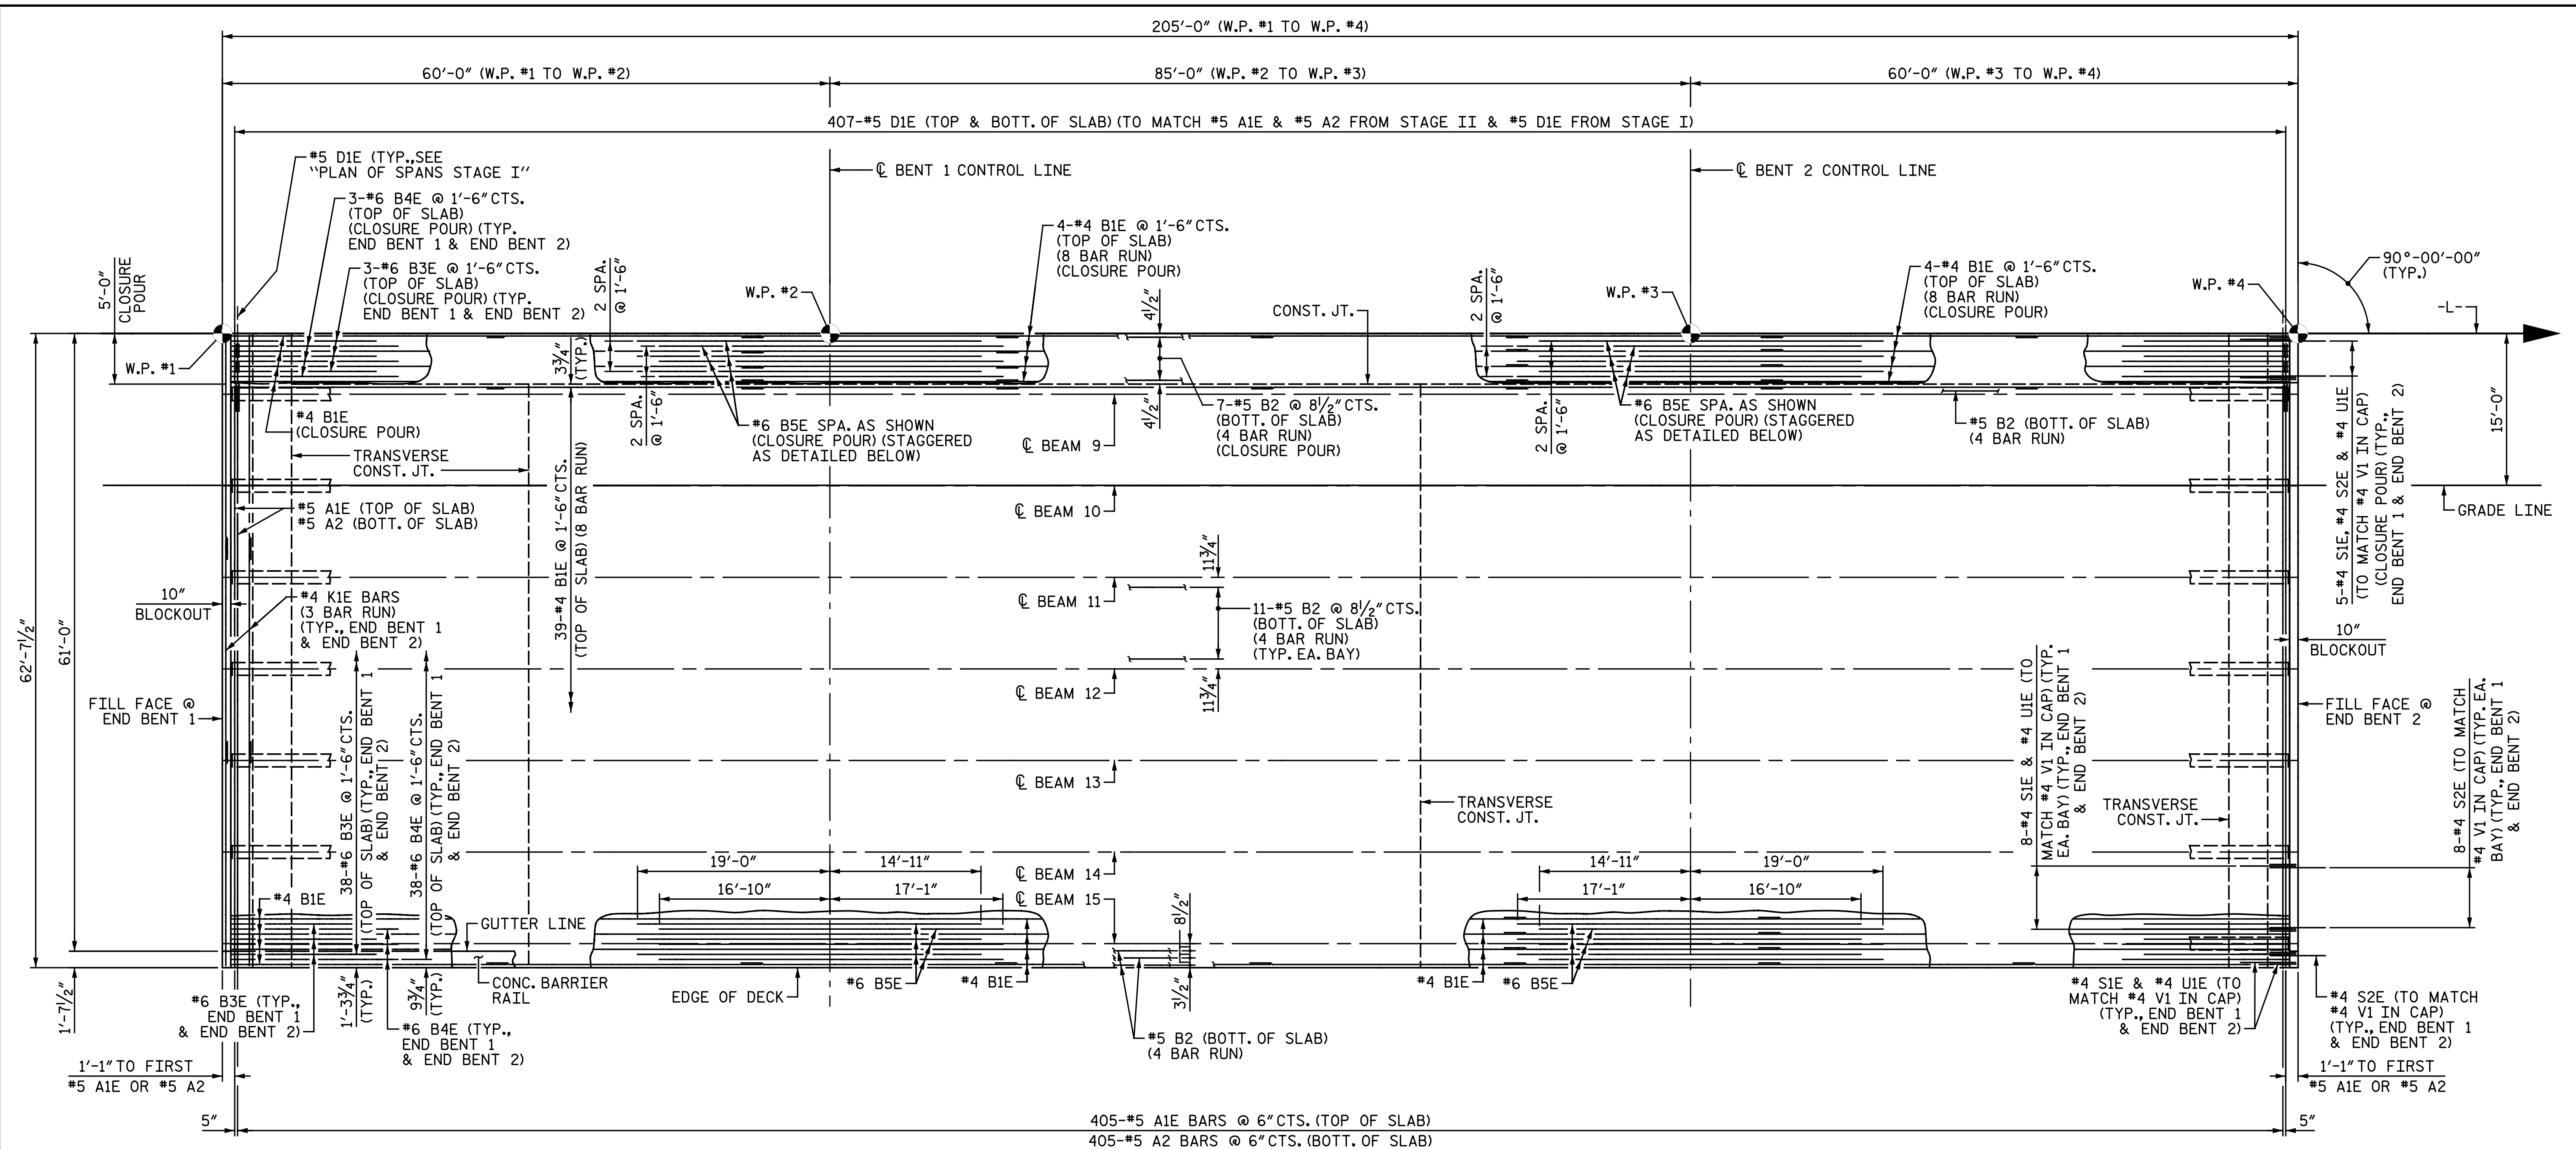 205'-0" (W.P. #1 TO W.P. #4)
60'-0" (W.P. #1 TO W.P. #2)
85'-0" (W.P. #2 TO W.P. #3)
60'-0" (W.P. #3 TO W.P. #4)
407-#5 D1E (TOP & BOTT. OF SLAB) (TO MATCH #5 A1E & #5 A2 FROM STAGE II & #5 D1E FROM STAGE I)
#5 D1E (TYP., SEE
"PLAN OF SPANS STAGE I"
℄ BENT 1 CONTROL LINE
℄ BENT 2 CONTROL LINE
3-#6 B4E @ 1'-6" CTS.
(TOP OF SLAB)
(CLOSURE POUR) (TYP.
END BENT 1 & END BENT 2)
3-#6 B3E @ 1'-6" CTS.
(TOP OF SLAB)
(CLOSURE POUR) (TYP.
END BENT 1 & END BENT 2)
5'-0"
CLOSURE
POUR
2 SPA.
@ 1'-6"
W.P. #2
4-#4 B1E @ 1'-6" CTS.
(TOP OF SLAB)
(8 BAR RUN)
(CLOSURE POUR)
4½"
CONST. JT.
2 SPA.
@ 1'-6"
W.P. #3
4-#4 B1E @ 1'-6" CTS.
(TOP OF SLAB)
(8 BAR RUN)
(CLOSURE POUR)
W.P. #4
90°-00'-00"
(TYP.)
-L-
W.P. #1
3¾"
(TYP.)
#4 B1E
(CLOSURE POUR)
TRANSVERSE
CONST. JT.
2 SPA.
@ 1'-6"
#6 B5E SPA. AS SHOWN
(CLOSURE POUR) (STAGGERED
AS DETAILED BELOW)
4½"
℄ BEAM 9
7-#5 B2 @ 8½" CTS.
(BOTT. OF SLAB)
(4 BAR RUN)
(CLOSURE POUR)
2 SPA.
@ 1'-6"
#6 B5E SPA. AS SHOWN
(CLOSURE POUR) (STAGGERED
AS DETAILED BELOW)
#5 B2 (BOTT. OF SLAB)
(4 BAR RUN)
5-#4 S1E, #4 S2E & #4 U1E
(TO MATCH #4 V1 IN CAP)
(CLOSURE POUR) (TYP.,
END BENT 1 & END BENT 2)
15'-0"
#5 A1E (TOP OF SLAB)
#5 A2 (BOTT. OF SLAB)
39-#4 B1E @ 1'-6" CTS.
(TOP OF SLAB) (8 BAR RUN)
℄ BEAM 10
GRADE LINE
10"
BLOCKOUT
#4 K1E BARS
(3 BAR RUN)
(TYP., END BENT 1
& END BENT 2)
11¾"
℄ BEAM 11
11-#5 B2 @ 8½" CTS.
(BOTT. OF SLAB)
(4 BAR RUN)
(TYP. EA. BAY)
11¾"
℄ BEAM 12
10"
BLOCKOUT
62'-7½"
61'-0"
FILL FACE @
END BENT 1
38-#6 B3E @ 1'-6" CTS.
(TOP OF SLAB) (TYP., END BENT 1
& END BENT 2)
38-#6 B4E @ 1'-6" CTS.
(TOP OF SLAB) (TYP., END BENT 1
& END BENT 2)
℄ BEAM 13
TRANSVERSE
CONST. JT.
8-#4 S1E & #4 U1E (TO
MATCH #4 V1 IN CAP) (TYP.
EA. BAY) (TYP., END BENT 1
& END BENT 2)
TRANSVERSE
CONST. JT.
FILL FACE @
END BENT 2
8-#4 S2E (TO MATCH
#4 V1 IN CAP) (TYP. EA.
BAY) (TYP., END BENT 1
& END BENT 2)
19'-0"
14'-11"
℄ BEAM 14
14'-11"
19'-0"
16'-10"
17'-1"
℄ BEAM 15
17'-1"
16'-10"
#4 B1E
GUTTER LINE
8½"
3½"
1'-7½"
#6 B3E (TYP.,
END BENT 1
& END BENT 2)
1'-3¾"
(TYP.)
9¾"
(TYP.)
#6 B4E (TYP.,
END BENT 1
& END BENT 2)
CONC. BARRIER
RAIL
EDGE OF DECK
#6 B5E
#4 B1E
#5 B2 (BOTT. OF SLAB)
(4 BAR RUN)
#4 B1E
#6 B5E
#4 S1E & #4 U1E (TO
MATCH #4 V1 IN CAP)
(TYP., END BENT 1
& END BENT 2)
#4 S2E (TO MATCH
#4 V1 IN CAP)
(TYP., END BENT 1
& END BENT 2)
1'-1" TO FIRST
#5 A1E OR #5 A2
1'-1" TO FIRST
#5 A1E OR #5 A2
5"
405-#5 A1E BARS @ 6" CTS. (TOP OF SLAB)
405-#5 A2 BARS @ 6" CTS. (BOTT. OF SLAB)
5"